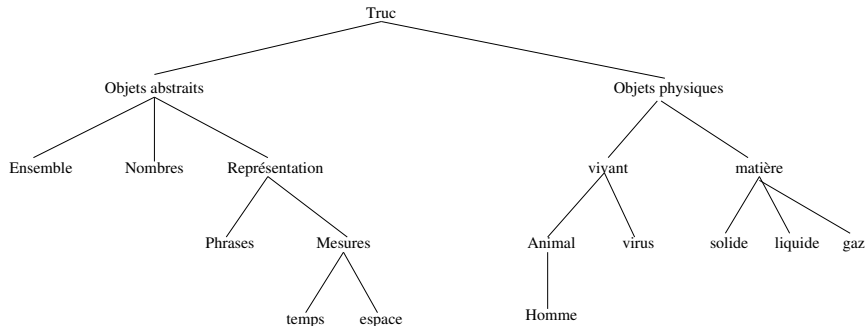 Truc
Objets abstraits Objets physiques
Ensemble Nombres Représentation vivant matière
Phrases Mesures Animal virus solide liquide gaz
temps espace Homme